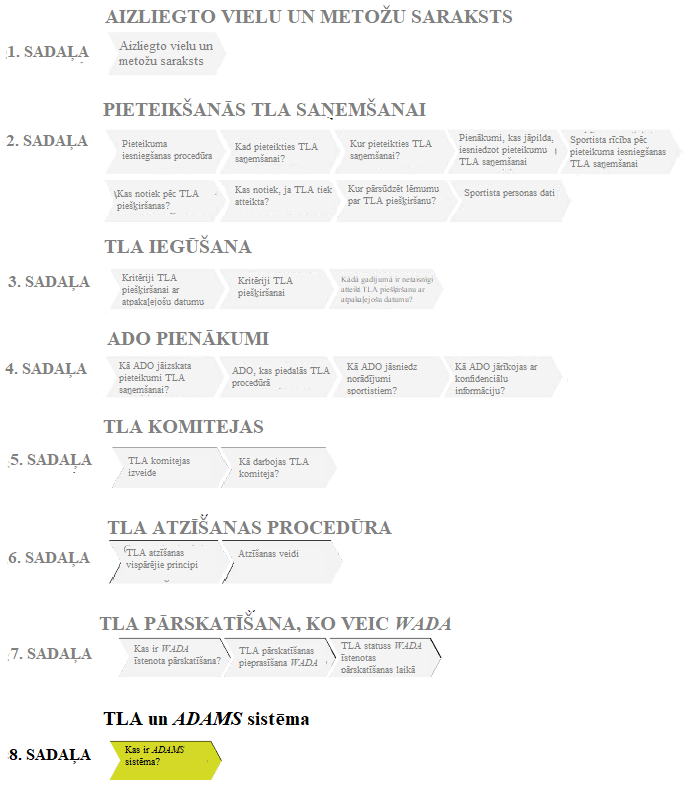 AIZLIEGTO VIELU UN METOŽU SARAKSTS
1. SADAĻA
Aizliegto vielu un
metožu saraksts
PIETEIKŠANĀS TLA SAŅEMŠANAI
2. SADAĻA
Pieteikuma
iesniegšanas procedūra
Kad pieteikties TLA
saņemšanai?
Kur pieteikties TLA
saņemšanai?
Pienākumi, kas jāpilda,
iesniedzot pieteikumu
TLA saņemšanai
Sportista rīcība pēc
pieteikuma iesniegšanas
TLA saņemšanai
Kas notiek pēc TLA
piešķiršanas?
Kas notiek, ja TLA tiek
atteikta?
Kur pārsūdzēt lēmumu
par TLA piešķiršanu?
Sportista personas dati
TLA IEGŪŠANA
3. SADAĻA
Kritēriji TLA
piešķiršanai ar
atpakaļejošu datumu
Kritēriji TLA
piešķiršanai
Kādā gadījumā ir netaisnīgi
atteikt TLA piešķiršanu ar
atpakaļejošu datumu?
ADO PIENĀKUMI
4. SADAĻA
Kā ADO jāizskata
pieteikumi TLA
saņemšanai?
ADO, kas piedalās TLA
procedūrā
Kā ADO jāsniedz
norādījumi
sportistiem?
Kā ADO jārīkojas ar
konfidenciālu
informāciju?
TLA KOMITEJAS
5. SADAĻA
TLA komitejas
izveide
Kā darbojas TLA
komiteja?
TLA ATZĪŠANAS PROCEDŪRA
6. SADAĻA
TLA atzīšanas
vispārējie principi
Atzīšanas veidi
TLA PĀRSKATĪŠANA, KO VEIC WADA
7. SADAĻA
Kas ir WADA
īstenota pārskatīšana?
TLA pārskatīšanas
pieprasīšana WADA
TLA statuss WADA
īstenotas
pārskatīšanas laikā
TLA un ADAMS sistēma
8. SADAĻA
Kas ir ADAMS
sistēma?